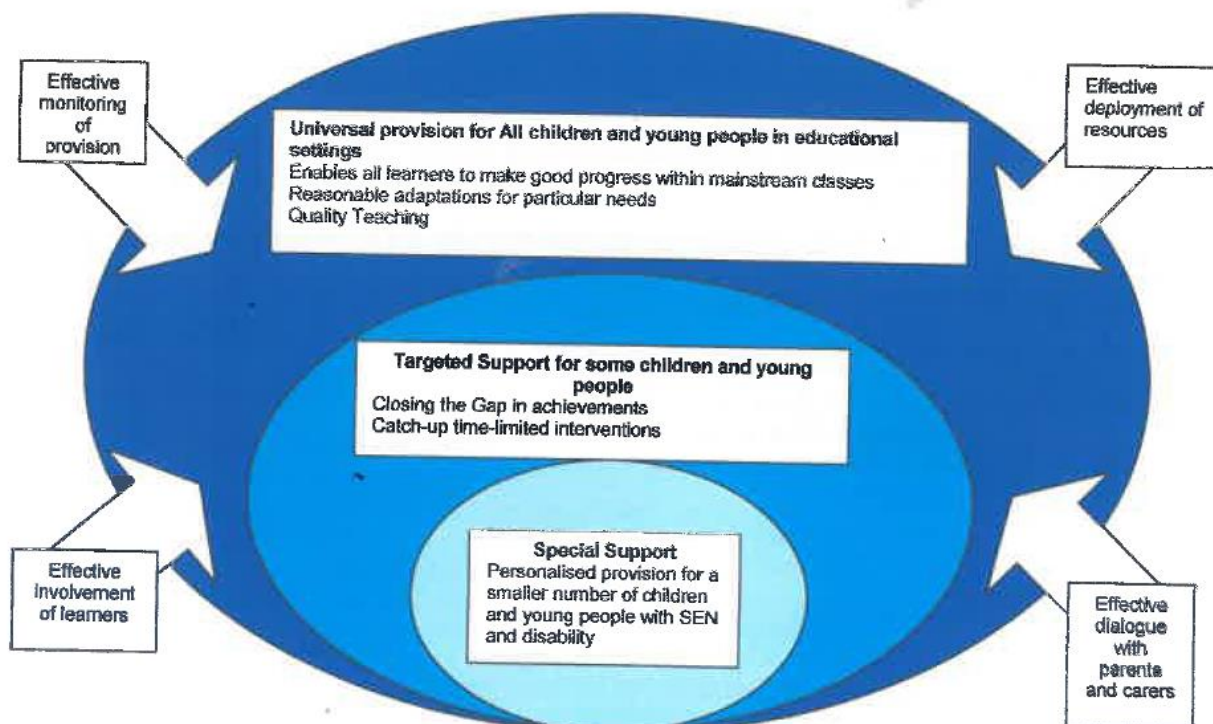 Effective
monitoring
of
provision
Effective
deployment of
resources
Universal provision for All children and young people in educational
settings
Enables all learners to make good progress within mainstream classes
Reasonable adaptations for particular needs
Quality Teaching
Targeted Support for some children and young
people
Closing the Gap in achievements
Catch-up time-limited interventions
Special Support
Personalised provision for a
smaller number of children
and young people with SEN
and disability
Effective
involvement
of learners
Effective
dialogue
with
parents
and carers